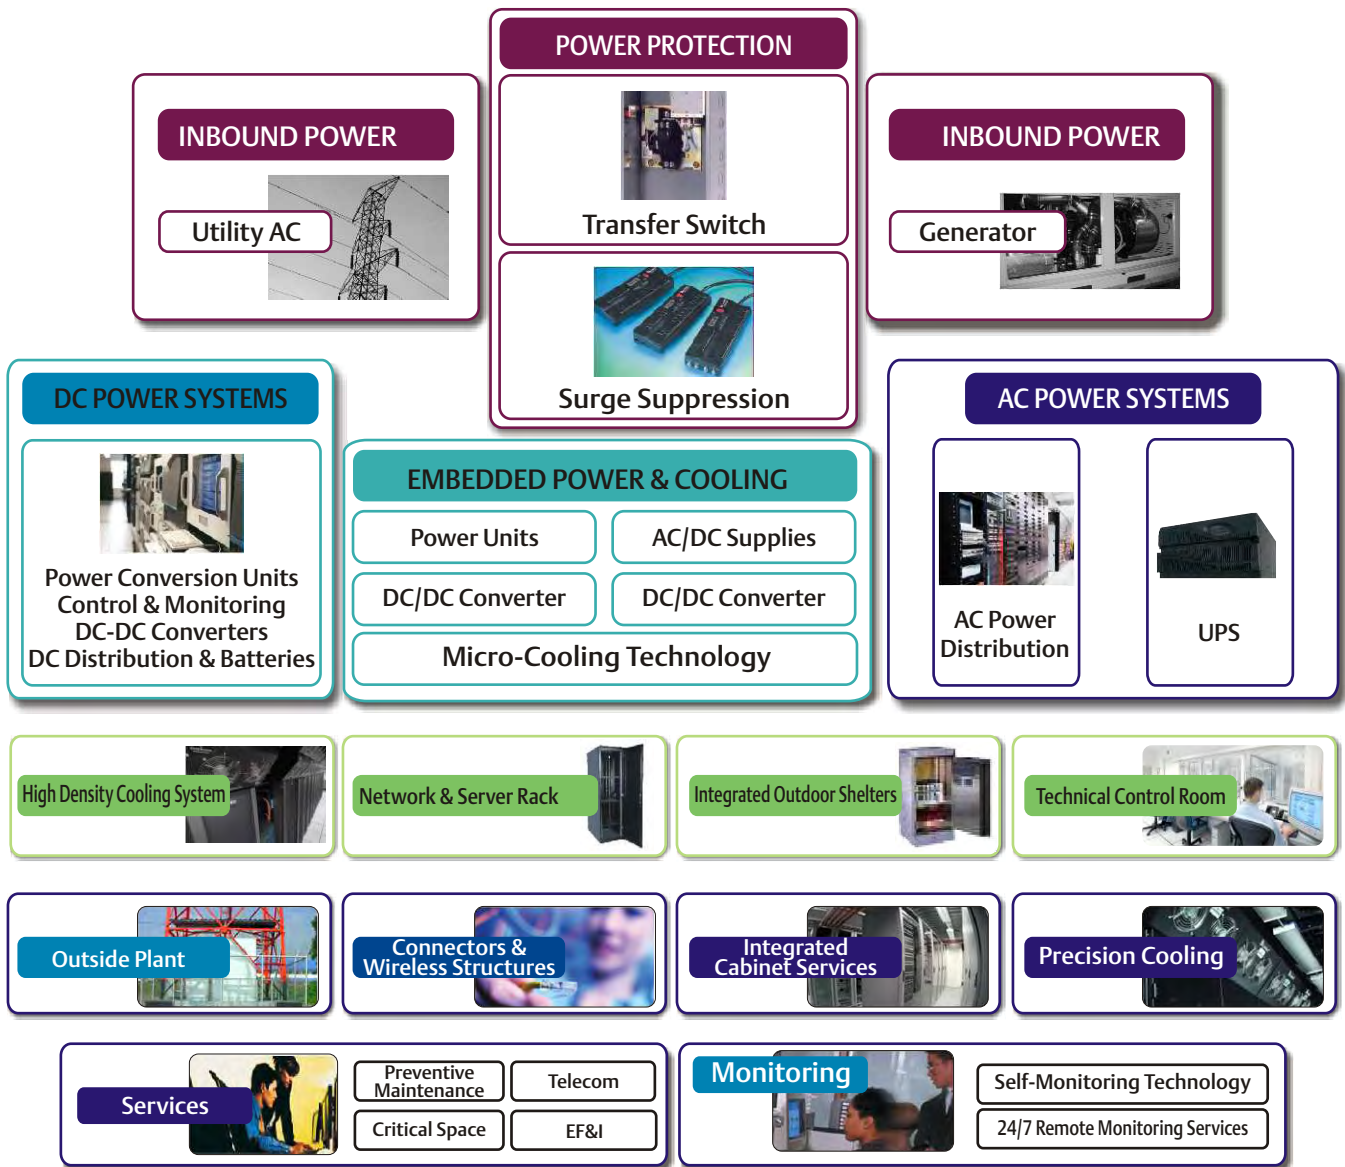 POWER PROTECTION
INBOUND POWER
Utility AC
Transfer Switch
Surge Suppression
INBOUND POWER
Generator
DC POWER SYSTEMS
Power Conversion Units
Control & Monitoring
DC-DC Converters
DC Distribution & Batteries
EMBEDDED POWER & COOLING
Power Units
AC/DC Supplies
DC/DC Converter
DC/DC Converter
Micro-Cooling Technology
AC POWER SYSTEMS
AC Power
Distribution
UPS
High Density Cooling System
Network & Server Rack
Integrated Outdoor Shelters
Technical Control Room
Outside Plant
Connectors &
Wireless Structures
Integrated
Cabinet Services
Precision Cooling
Services
Preventive
Maintenance
Telecom
Critical Space
EF&I
Monitoring
Self-Monitoring Technology
24/7 Remote Monitoring Services